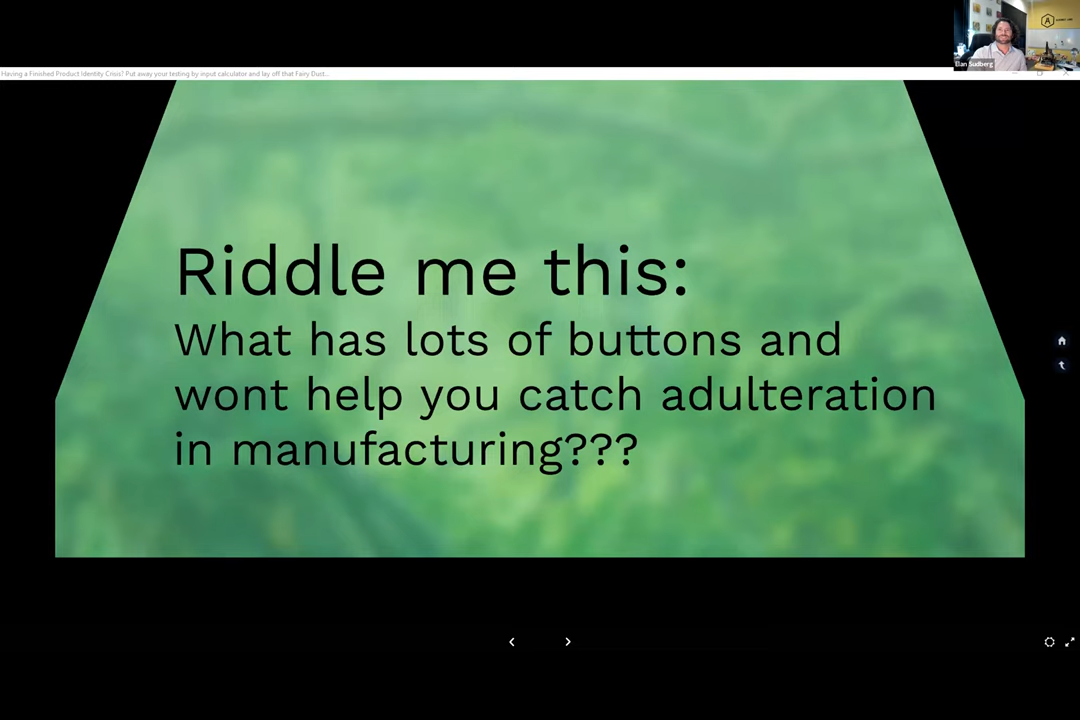 Having a Finished Product Identity Crisis? Put away your testing by input calculator and lay off that Fairy Dust...
Elan Sudberg
Riddle me this:
What has lots of buttons and
wont help you catch adulteration
in manufacturing???